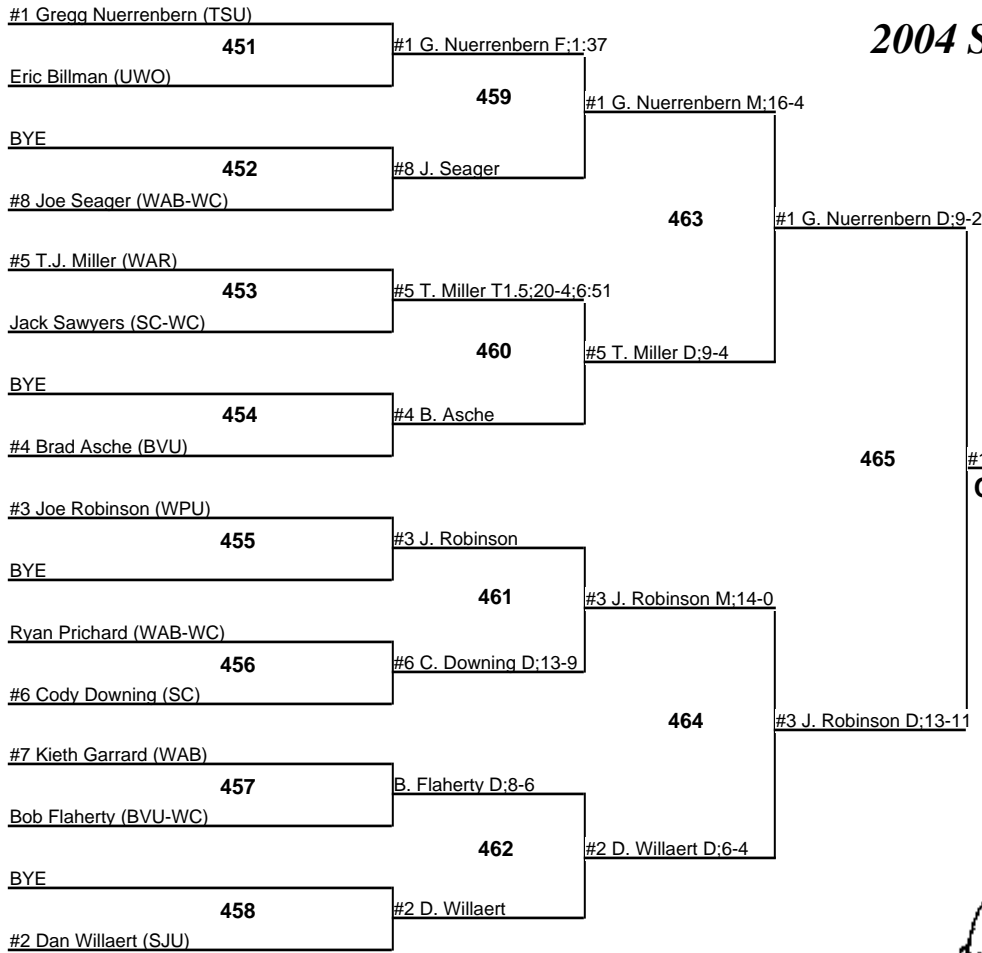 #1 Gregg Nuerrenbern (TSU)
2004 S
451
#1 G. Nuerrenbern F;1:37
Eric Billman (UWO)
459
#1 G. Nuerrenbern M;16-4
BYE
452
#8 J. Seager
#8 Joe Seager (WAB-WC)
463
#1 G. Nuerrenbern D;9-2
#5 T.J. Miller (WAR)
453
#5 T. Miller T1.5;20-4;6:51
Jack Sawyers (SC-WC)
460
#5 T. Miller D;9-4
BYE
454
#4 B. Asche
#4 Brad Asche (BVU)
465
#1
#3 Joe Robinson (WPU)
455
#3 J. Robinson
BYE
461
#3 J. Robinson M;14-0
Ryan Prichard (WAB-WC)
456
#6 C. Downing D;13-9
#6 Cody Downing (SC)
464
#3 J. Robinson D;13-11
#7 Kieth Garrard (WAB)
457
B. Flaherty D;8-6
Bob Flaherty (BVU-WC)
462
#2 D. Willaert D;6-4
BYE
458
#2 D. Willaert
#2 Dan Willaert (SJU)